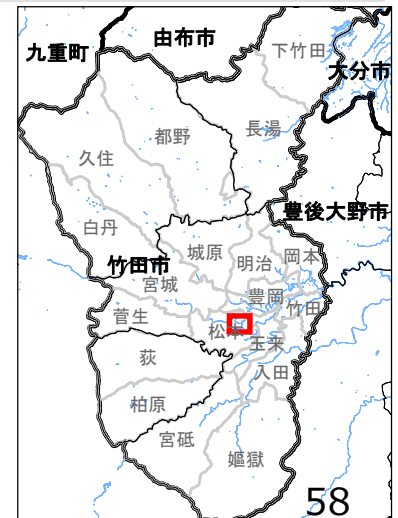 由布市
九重町
下竹田
大分市
長湯
都野
久住
豊後大野市
白丹
城原
岡本
明治
竹田市
宮城
豊岡
竹田
菅生
松本
玉来
荻
入田
柏原
宮砥
嫗獄
58